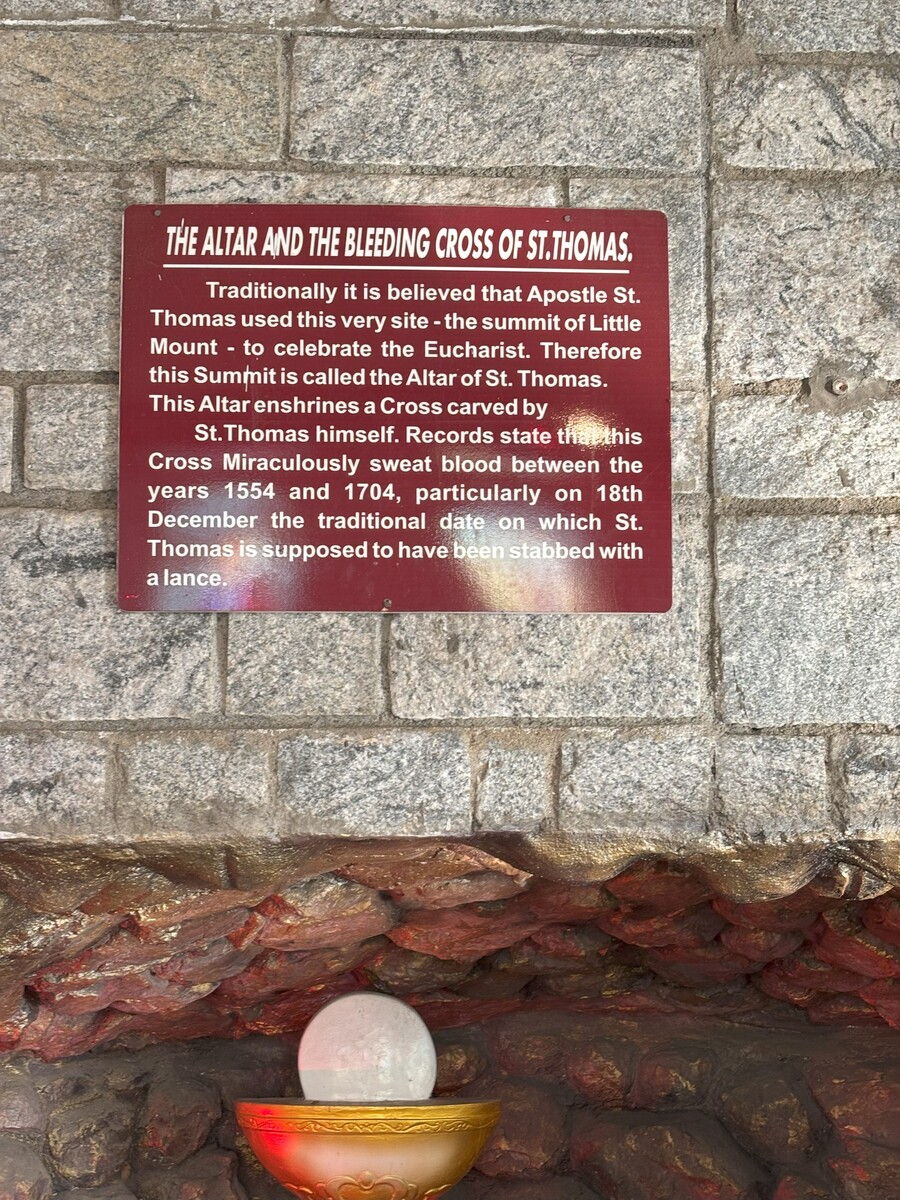 THE ALTAR AND THE BLEEDING CROSS OF ST.THOMAS.
Traditionally it is believed that Apostle St.
Thomas used this very site - the summit of Little
Mount - to celebrate the Eucharist. Therefore
this Summit is called the Altar of St. Thomas.
This Altar enshrines a Cross carved by
St.Thomas himself. Records state that this
Cross Miraculously sweat blood between the
years 1554 and 1704, particularly on 18th
December the traditional date on which St.
Thomas is supposed to have been stabbed with
a lance.